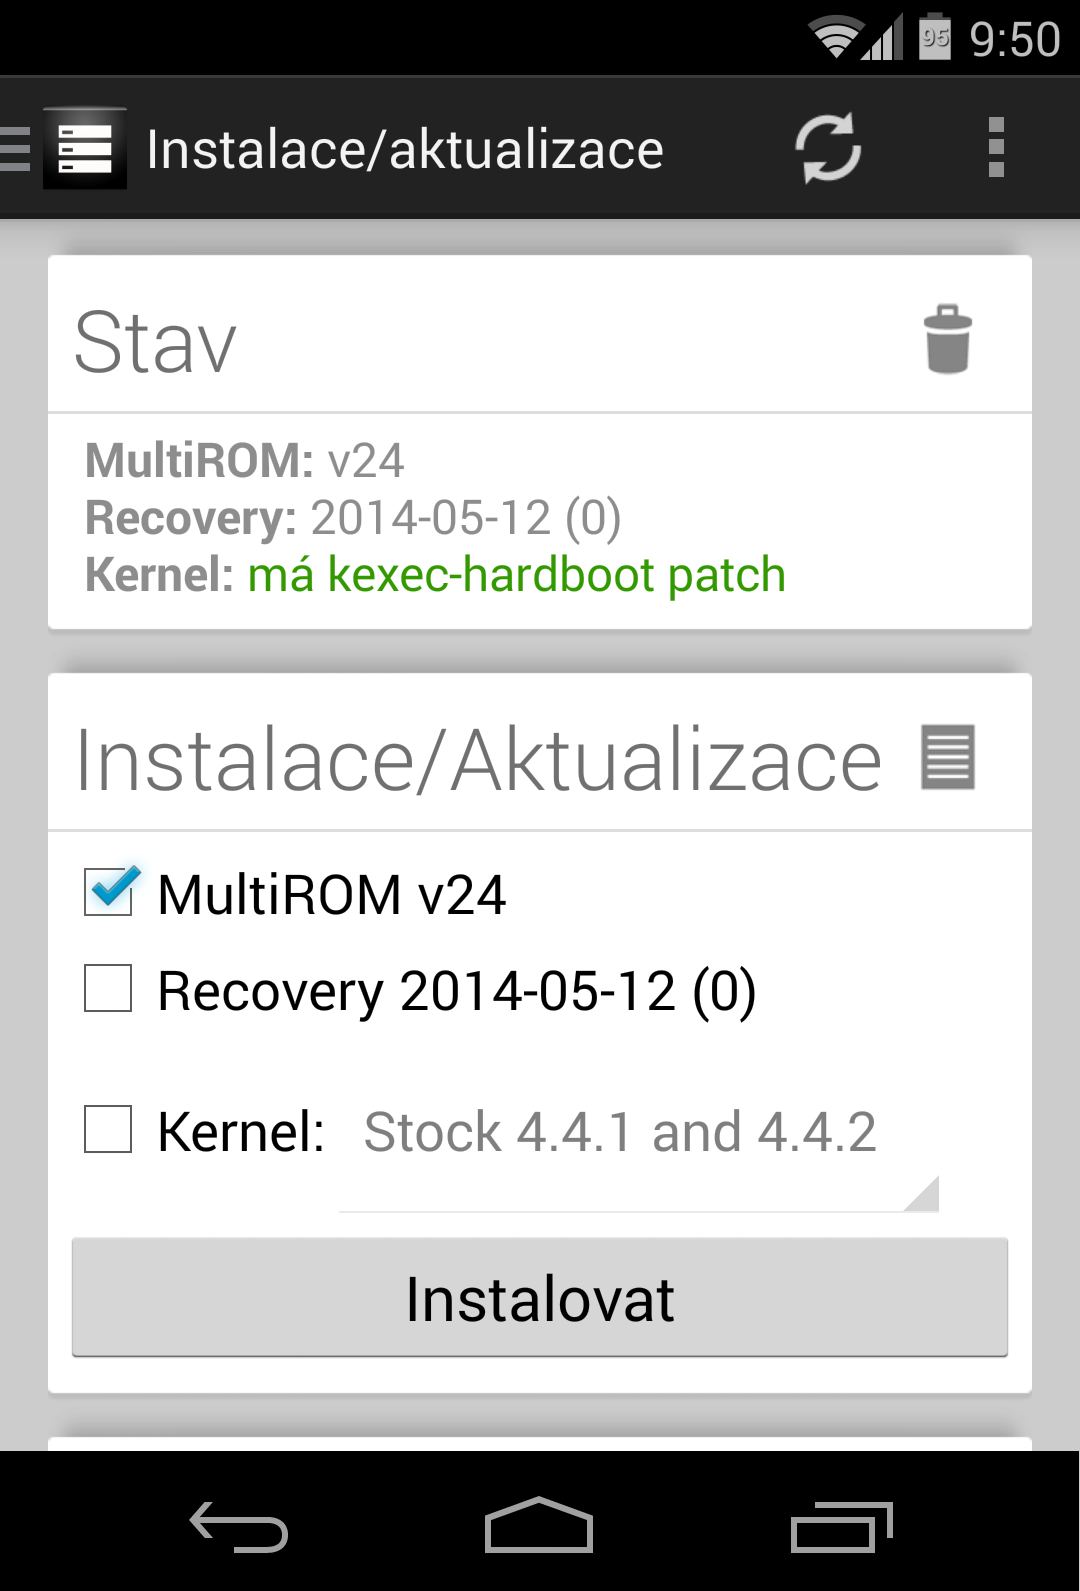 95 9:50
Instalace/aktualizace
Stav
MultiROM: v24
Recovery: 2014-05-12 (0)
Kernel: má kexec-hardboot patch
Instalace/Aktualizace
MultiROM v24
Recovery 2014-05-12 (0)
Kernel: Stock 4.4.1 and 4.4.2
Instalovat